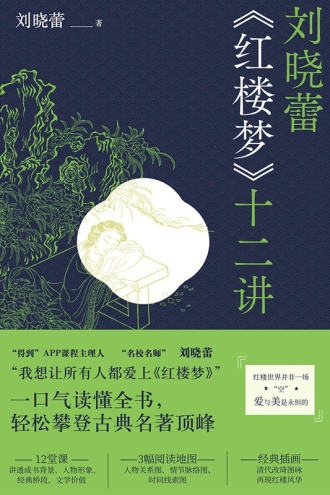 刘晓蕾 —— 著
刘晓蕾
《红楼梦》十二讲
“得到”APP课程主理人 “名校名师” 刘晓蕾
“我想让所有人都爱上《红楼梦》”
一口气读懂全书，
轻松攀登古典名著顶峰
红楼世界并非一场
“空”
爱与美是永恒的
—12堂课—
讲透成书背景、人物形象、
经典桥段、文学价值
—3幅阅读地图—
人物关系图、情节脉络图、
时间线索图
—经典插画—
清代改琦图咏
再现红楼风华